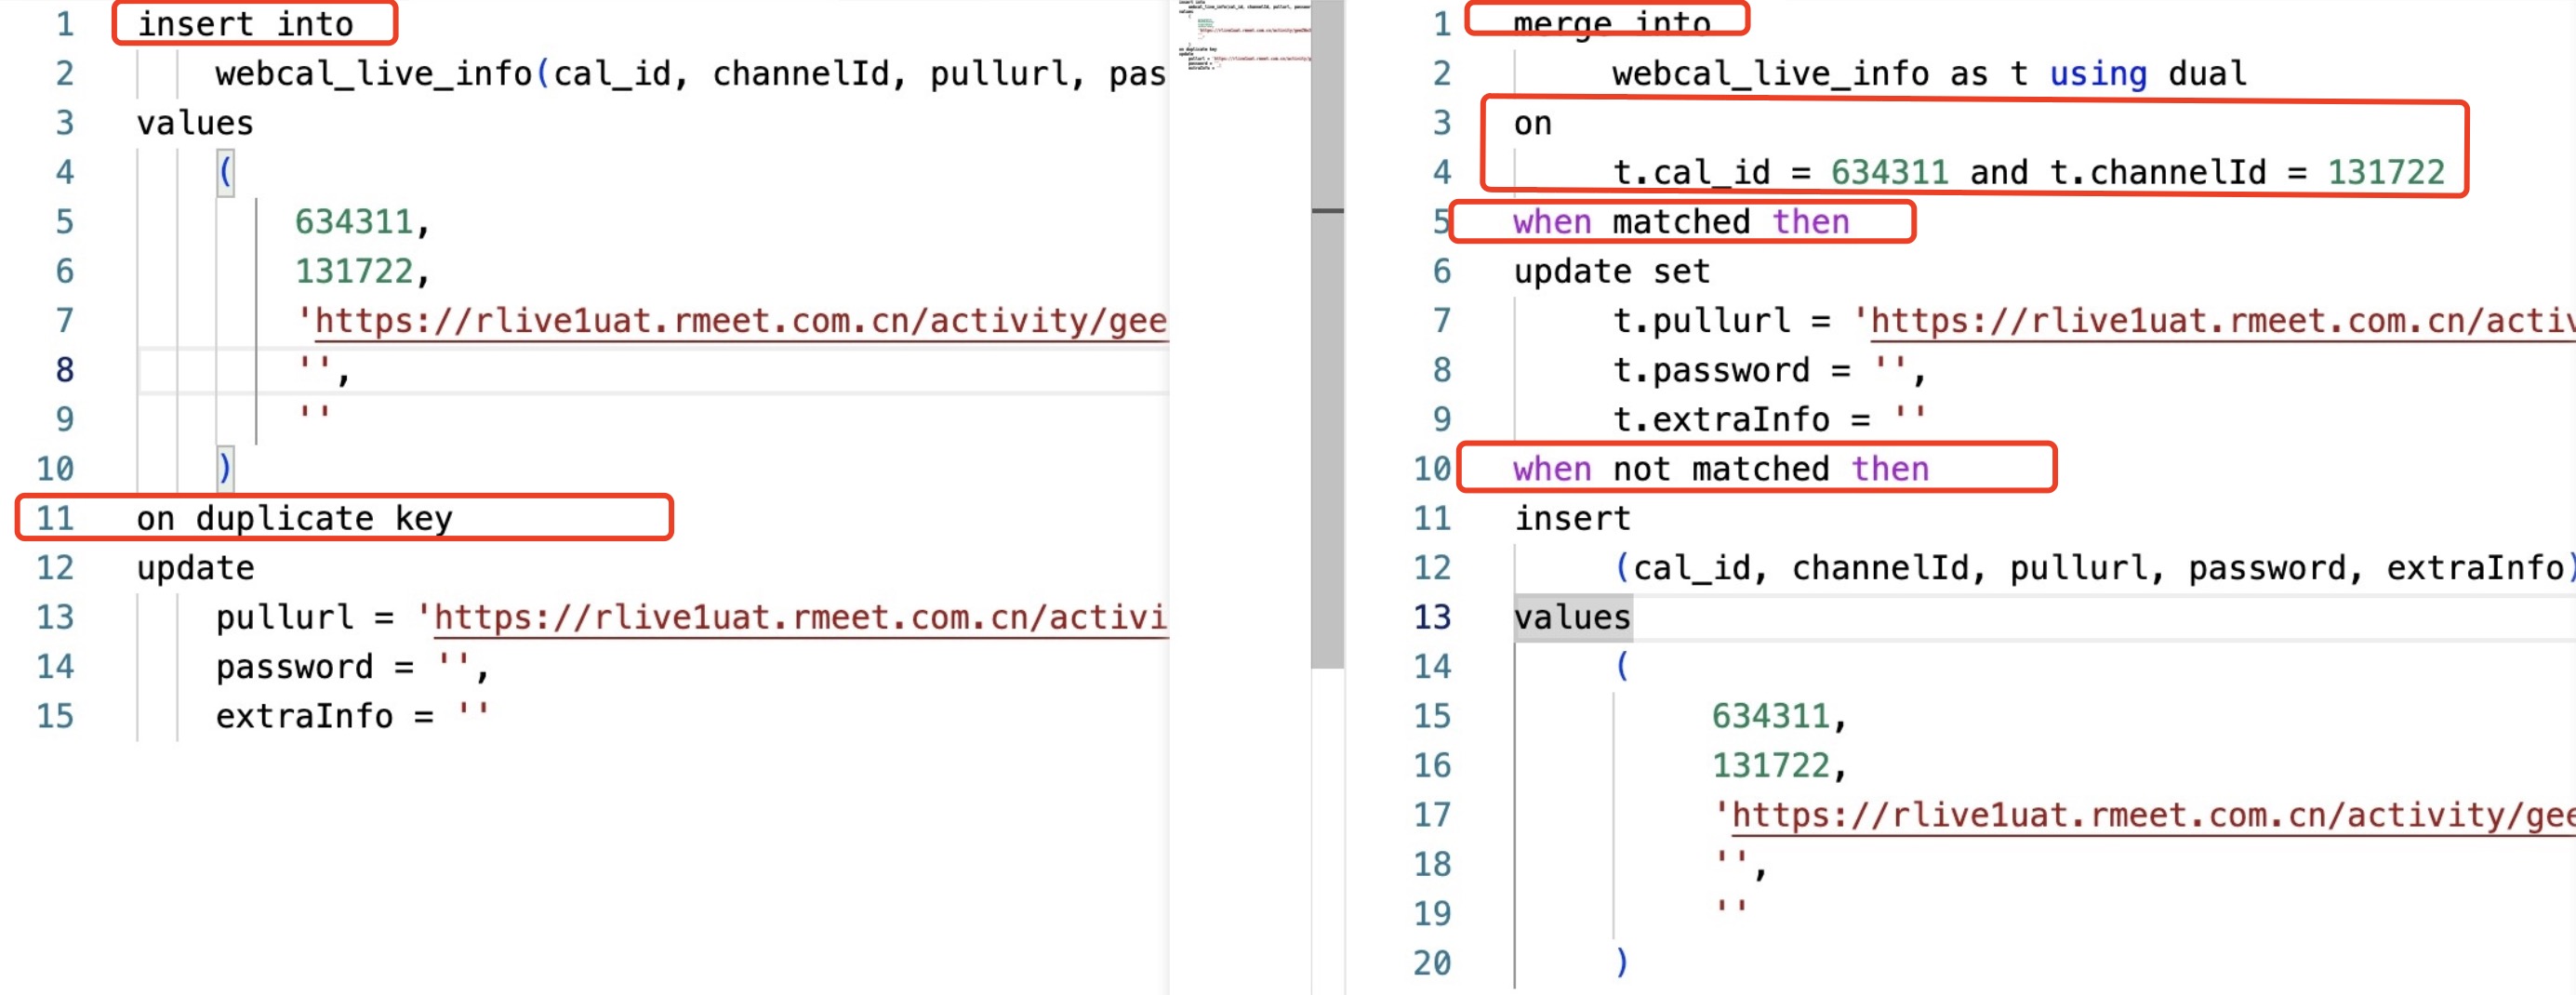 1 insert into
2 webcal_live_info(cal_id, channelId, pullurl, pas
3 values
4 (
5 634311,
6 131722,
7 'https://rlive1uat.rmeet.com.cn/activity/gee
8 '',
9 ''
10 )
11 on duplicate key
12 update
13 pullurl = 'https://rlive1uat.rmeet.com.cn/activi
14 password = '',
15 extraInfo = ''
1 merge into
2 webcal_live_info as t using dual
3 on
4 t.cal_id = 634311 and t.channelId = 131722
5 when matched then
6 update set
7 t.pullurl = 'https://rlive1uat.rmeet.com.cn/activ
8 t.password = '',
9 t.extraInfo = ''
10 when not matched then
11 insert
12 (cal_id, channelId, pullurl, password, extraInfo)
13 values
14 (
15 634311,
16 131722,
17 'https://rlive1uat.rmeet.com.cn/activity/gee
18 '',
19 ''
20 )